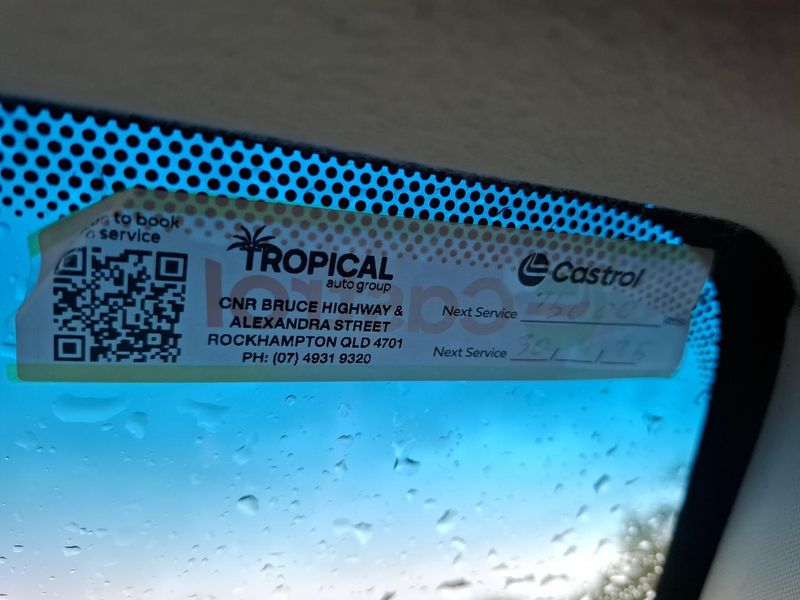 to book
service
TROPICAL
auto group
CNR BRUCE HIGHWAY &
ALEXANDRA STREET
ROCKHAMPTON QLD 4701
PH: (07) 4931 9320
Castrol
Next Service
Next Service